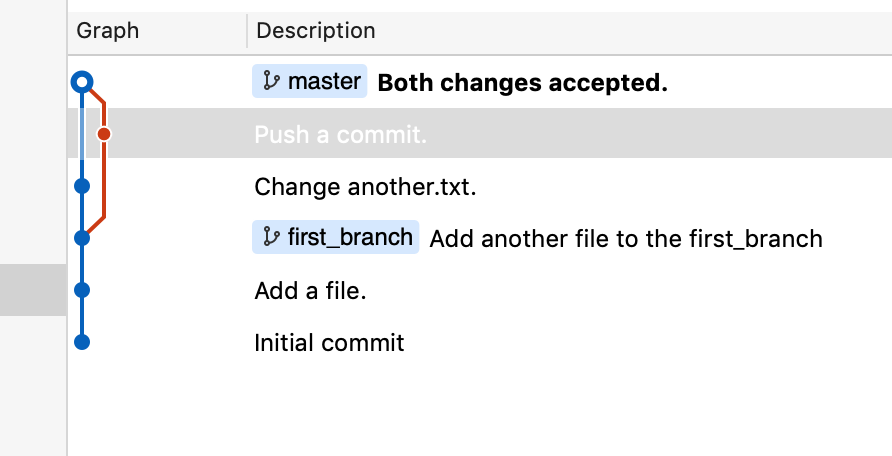 Graph Description
master Both changes accepted.
Push a commit.
Change another.txt.
first_branch Add another file to the first_branch
Add a file.
Initial commit